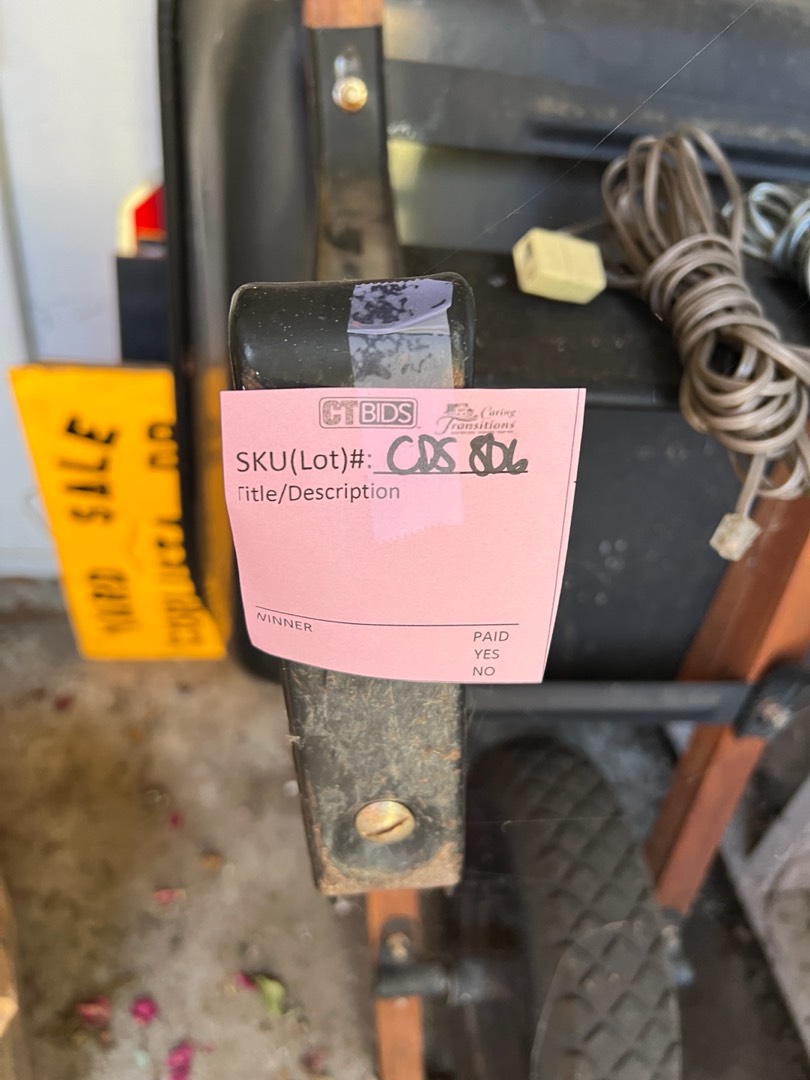 CTBIDS
Caring
Transitions
SKU(Lot)#: CDS 806
Title/Description
WINNER
PAID
YES
NO
YARD SALE